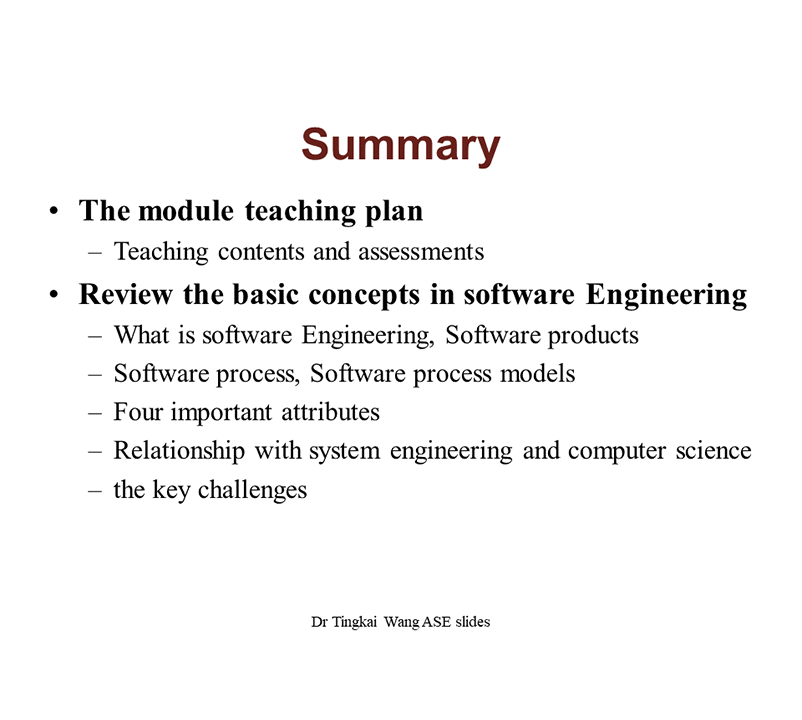 Summary
• The module teaching plan
– Teaching contents and assessments
• Review the basic concepts in software Engineering
– What is software Engineering, Software products
– Software process, Software process models
– Four important attributes
– Relationship with system engineering and computer science
– the key challenges
Dr Tingkai Wang ASE slides